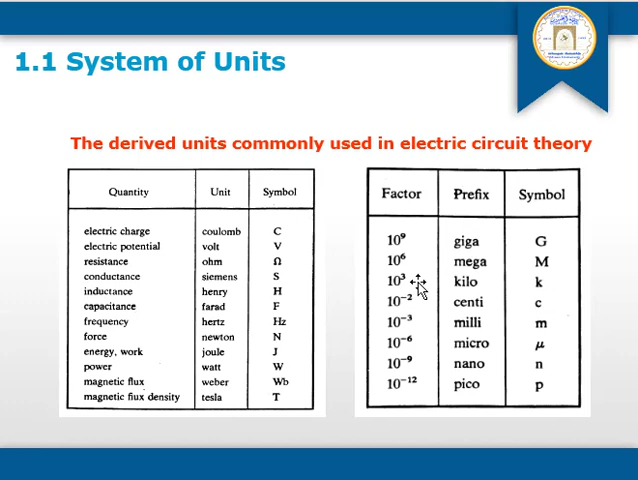 1.1 System of Units
The derived units commonly used in electric circuit theory
Quantity Unit Symbol
electric charge coulomb C
electric potential volt V
resistance ohm Ω
conductance siemens S
inductance henry H
capacitance farad F
frequency hertz Hz
force newton N
energy, work joule J
power watt W
magnetic flux weber Wb
magnetic flux density tesla T
Factor Prefix Symbol
10⁹ giga G
10⁶ mega M
10³ kilo k
10⁻² centi c
10⁻³ milli m
10⁻⁶ micro μ
10⁻⁹ nano n
10⁻¹² pico p